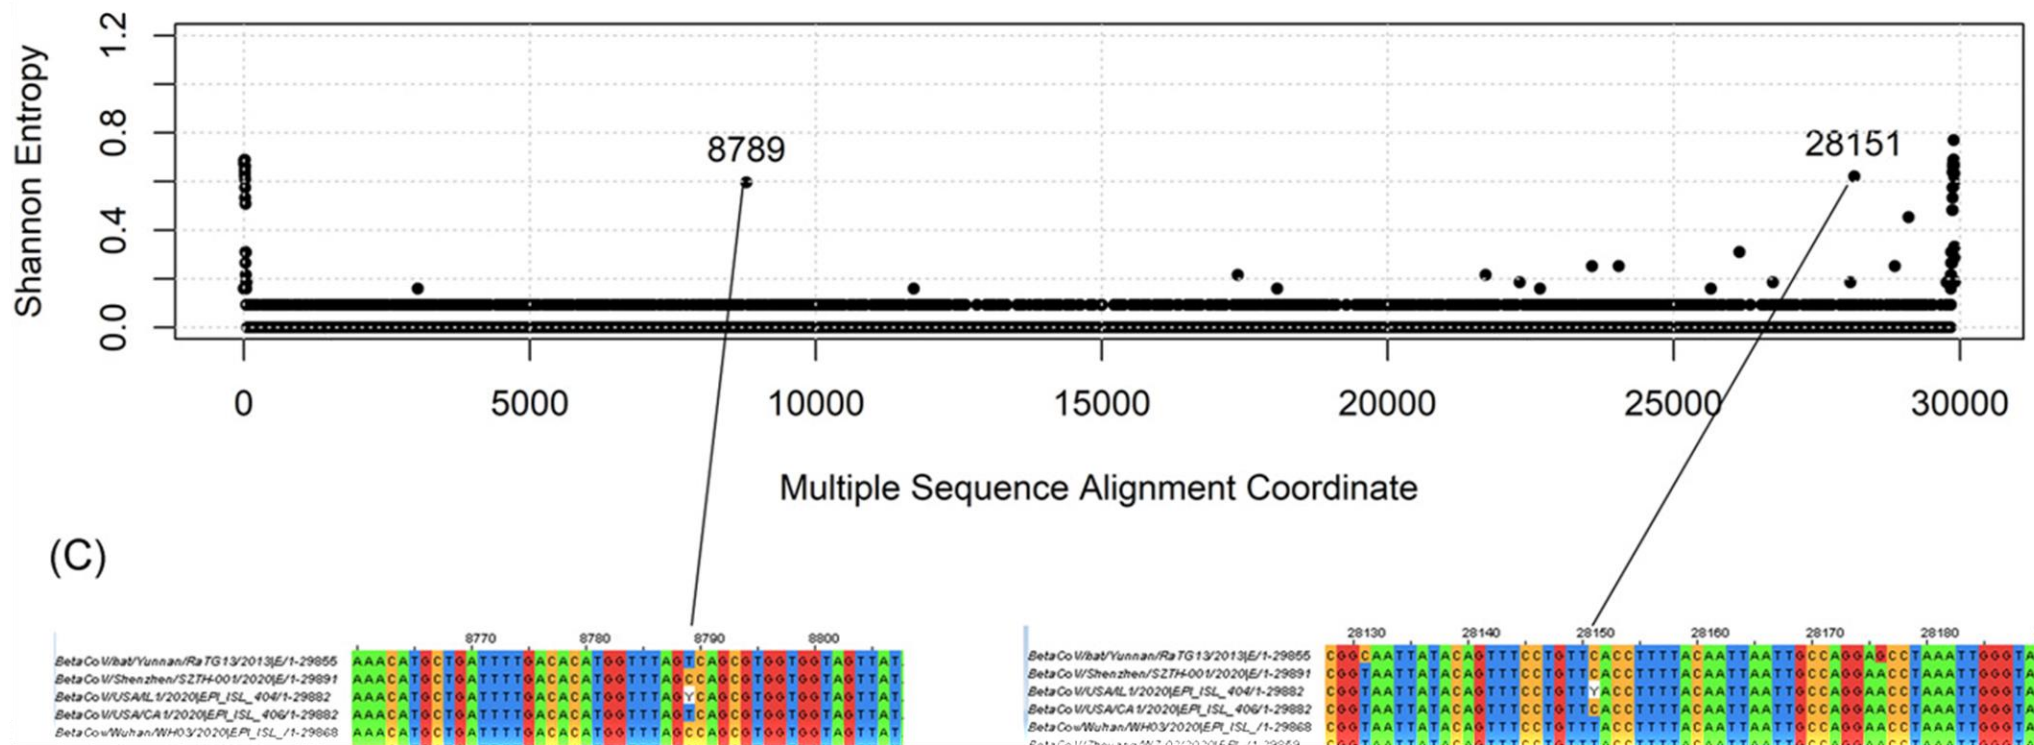 1.2
0.8
0.4
0.0
Shannon Entropy
8789
28151
0 5000 10000 15000 20000 25000 30000
Multiple Sequence Alignment Coordinate
(C)
8770 8780 8790 8800
BetaCoV/bat/Yunnan/RaTG13/2013|E/1-29855 AAACATGCTGATTTTGACACATGGTTTAGTCAGCGTGGTGGTAGTTAT
BetaCoV/Shenzhen/SZTH-001/2020|E/1-29891 AAACATGCTGATTTTGACACATGGTTTAGCCAGCGTGGTGGTAGTTAT
BetaCoV/USA/IL1/2020|EPI_ISL_404/1-29882 AAACATGCTGATTTTGACACATGGTTTAGYCAGCGTGGTGGTAGTTAT
BetaCoV/USA/CA1/2020|EPI_ISL_406/1-29882 AAACATGCTGATTTTGACACATGGTTTAGTCAGCGTGGTGGTAGTTAT
BetaCov/Wuhan/WH03/2020|EPI_ISL_/1-29868 AAACATGCTGATTTTGACACATGGTTTAGCCAGCGTGGTGGTAGTTAT
28130 28140 28150 28160 28170 28180
BetaCoV/bat/Yunnan/RaTG13/2013|E/1-29855
BetaCoV/Shenzhen/SZTH-001/2020|E/1-29891
BetaCoV/USA/IL1/2020|EPI_ISL_404/1-29882 CGGTAATTATACAGTTTCCTGTTYACCTTTTACAATTAATTGCCAGGAACCTAAATTGGGTA
BetaCoV/USA/CA1/2020|EPI_ISL_406/1-29882 CGGTAATTATACAGTTTCCTGTTCACCTTTTACAATTAATTGCCAGGAACCTAAATTGGGTA
BetaCov/Wuhan/WH03/2020|EPI_ISL_/1-29868 CGGTAATTATACAGTTTCCTGTTTACCTTTTACAATTAATTGCCAGGAACCTAAATTGGGTA